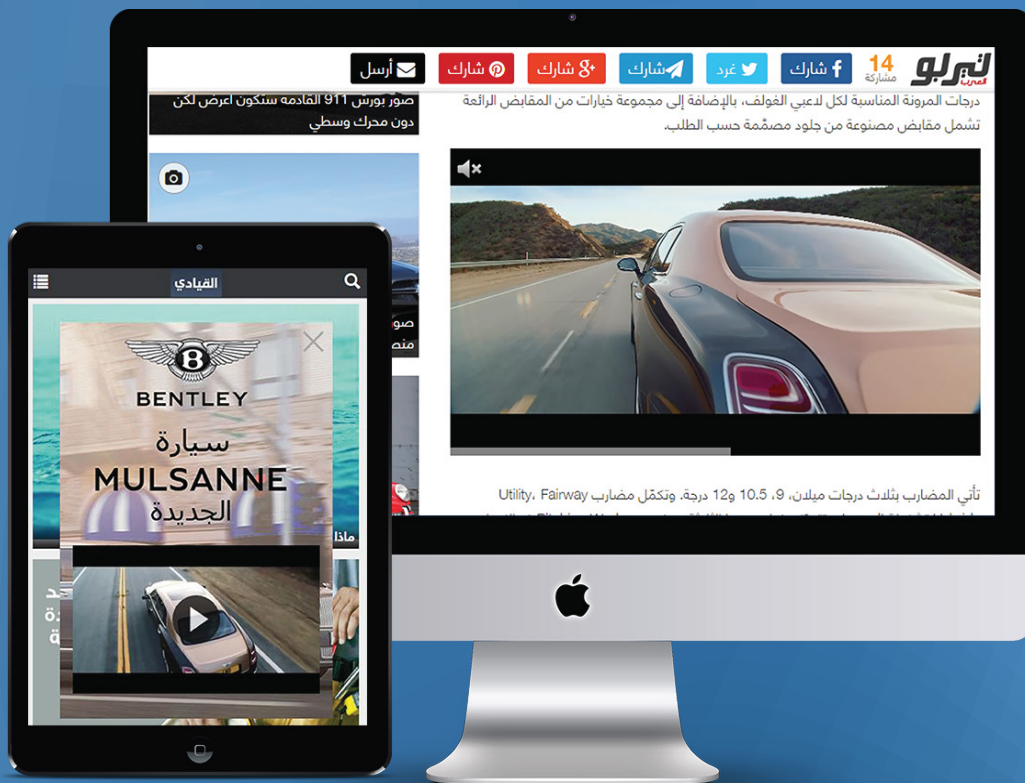 تيربو
العرب
14
مشاركة
شارك
غرد
شارك
شارك
شارك
أرسل
درجات المرونة المناسبة لكل لاعبي الغولف، بالإضافة إلى مجموعة خيارات من المقابض الرائعة
تشمل مقابض مصنوعة من جلود مصمّمة حسب الطلب.
صور بورش 911 القادمة ستكون أعرض لكن
دون محرك وسطي
صور
تأتي المضارب بثلاث درجات ميلان، 9، 10.5 و12 درجة. وتكمّل مضارب Utility، Fairway
القيادي
BENTLEY
سيارة
MULSANNE
الجديدة
ماذا